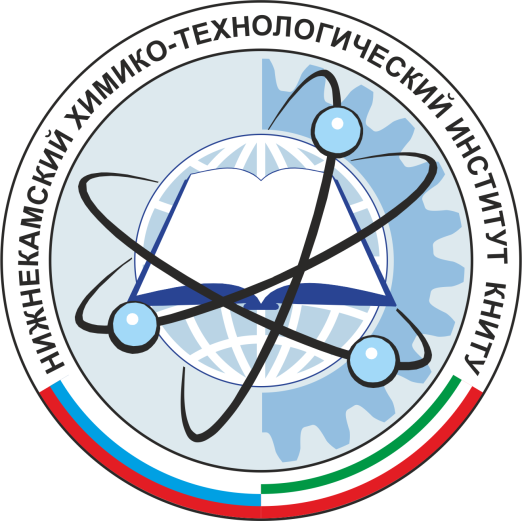 НИЖНЕКАМСКИЙ ХИМИКО-ТЕХНОЛОГИЧЕСКИЙ ИНСТИТУТ КНИТУ